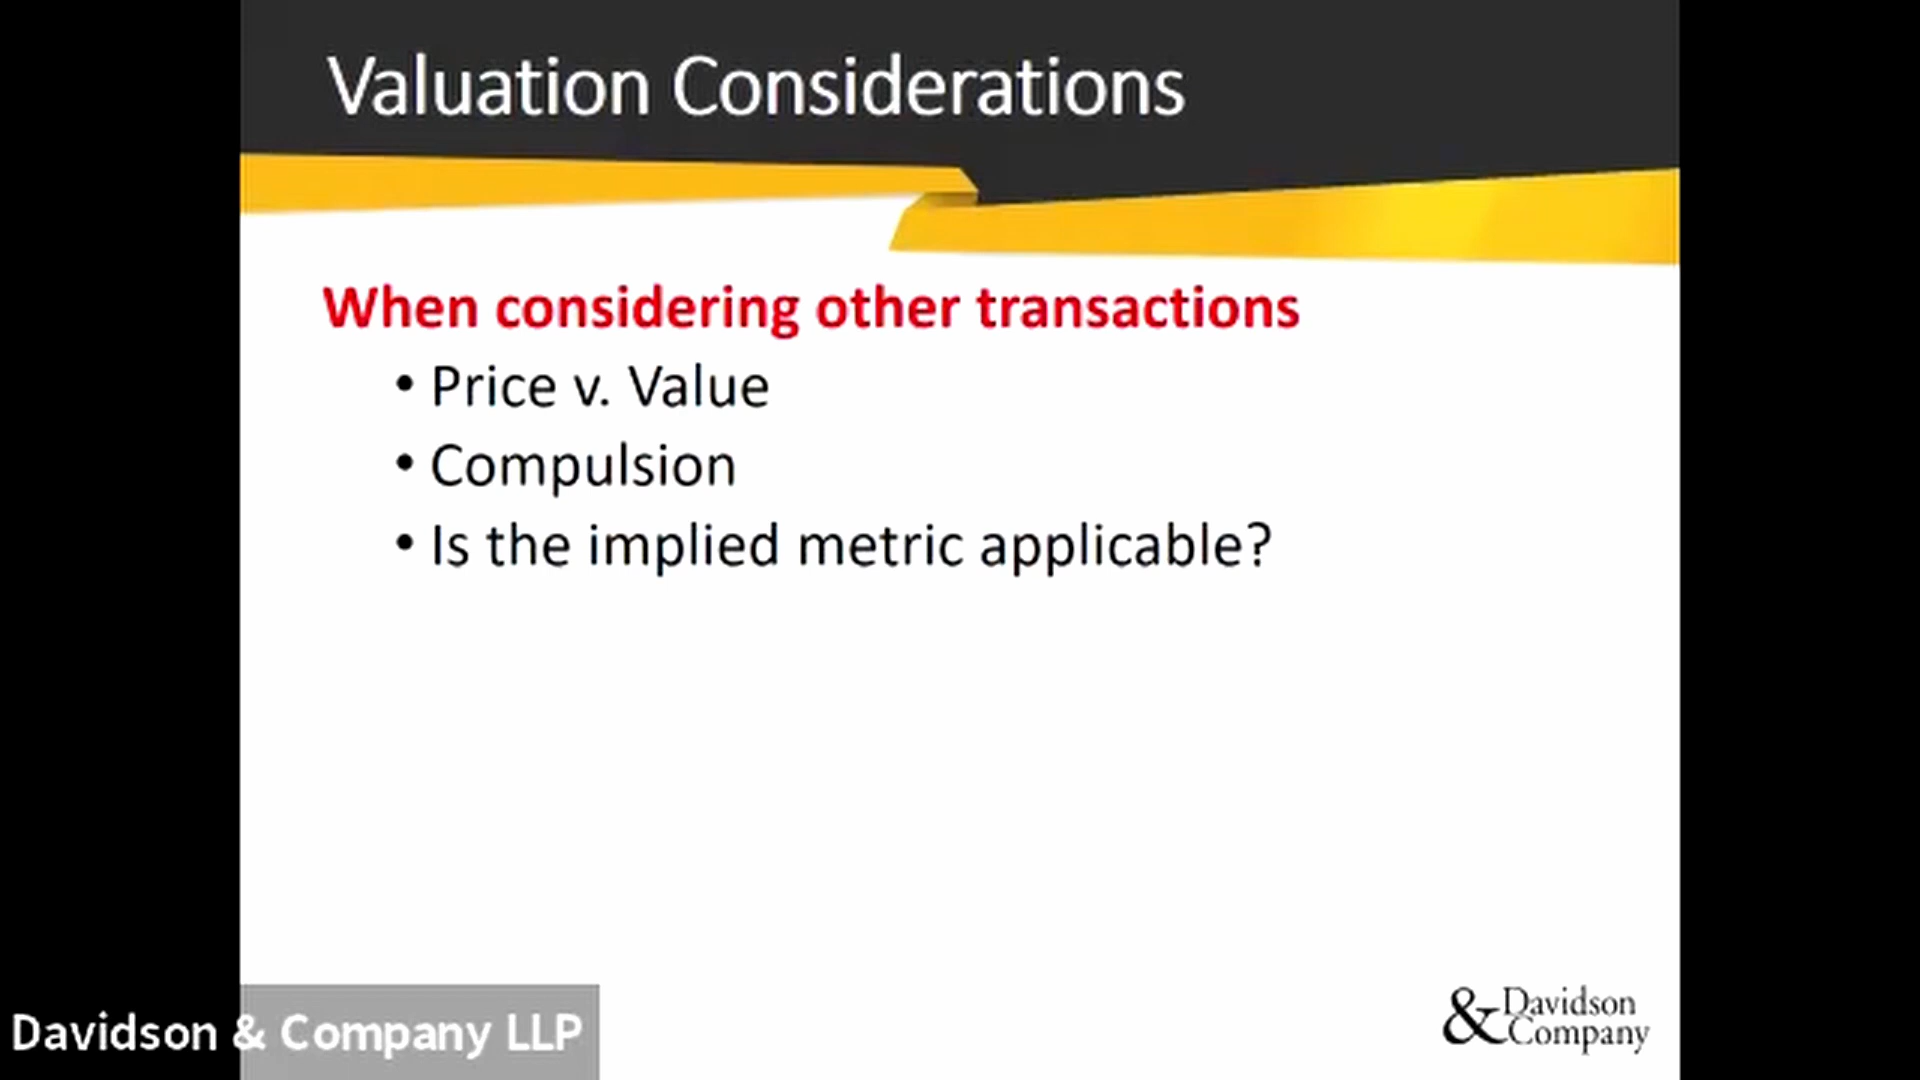 Valuation Considerations
When considering other transactions
• Price v. Value
• Compulsion
• Is the implied metric applicable?
Davidson & Company LLP
& Davidson
Company